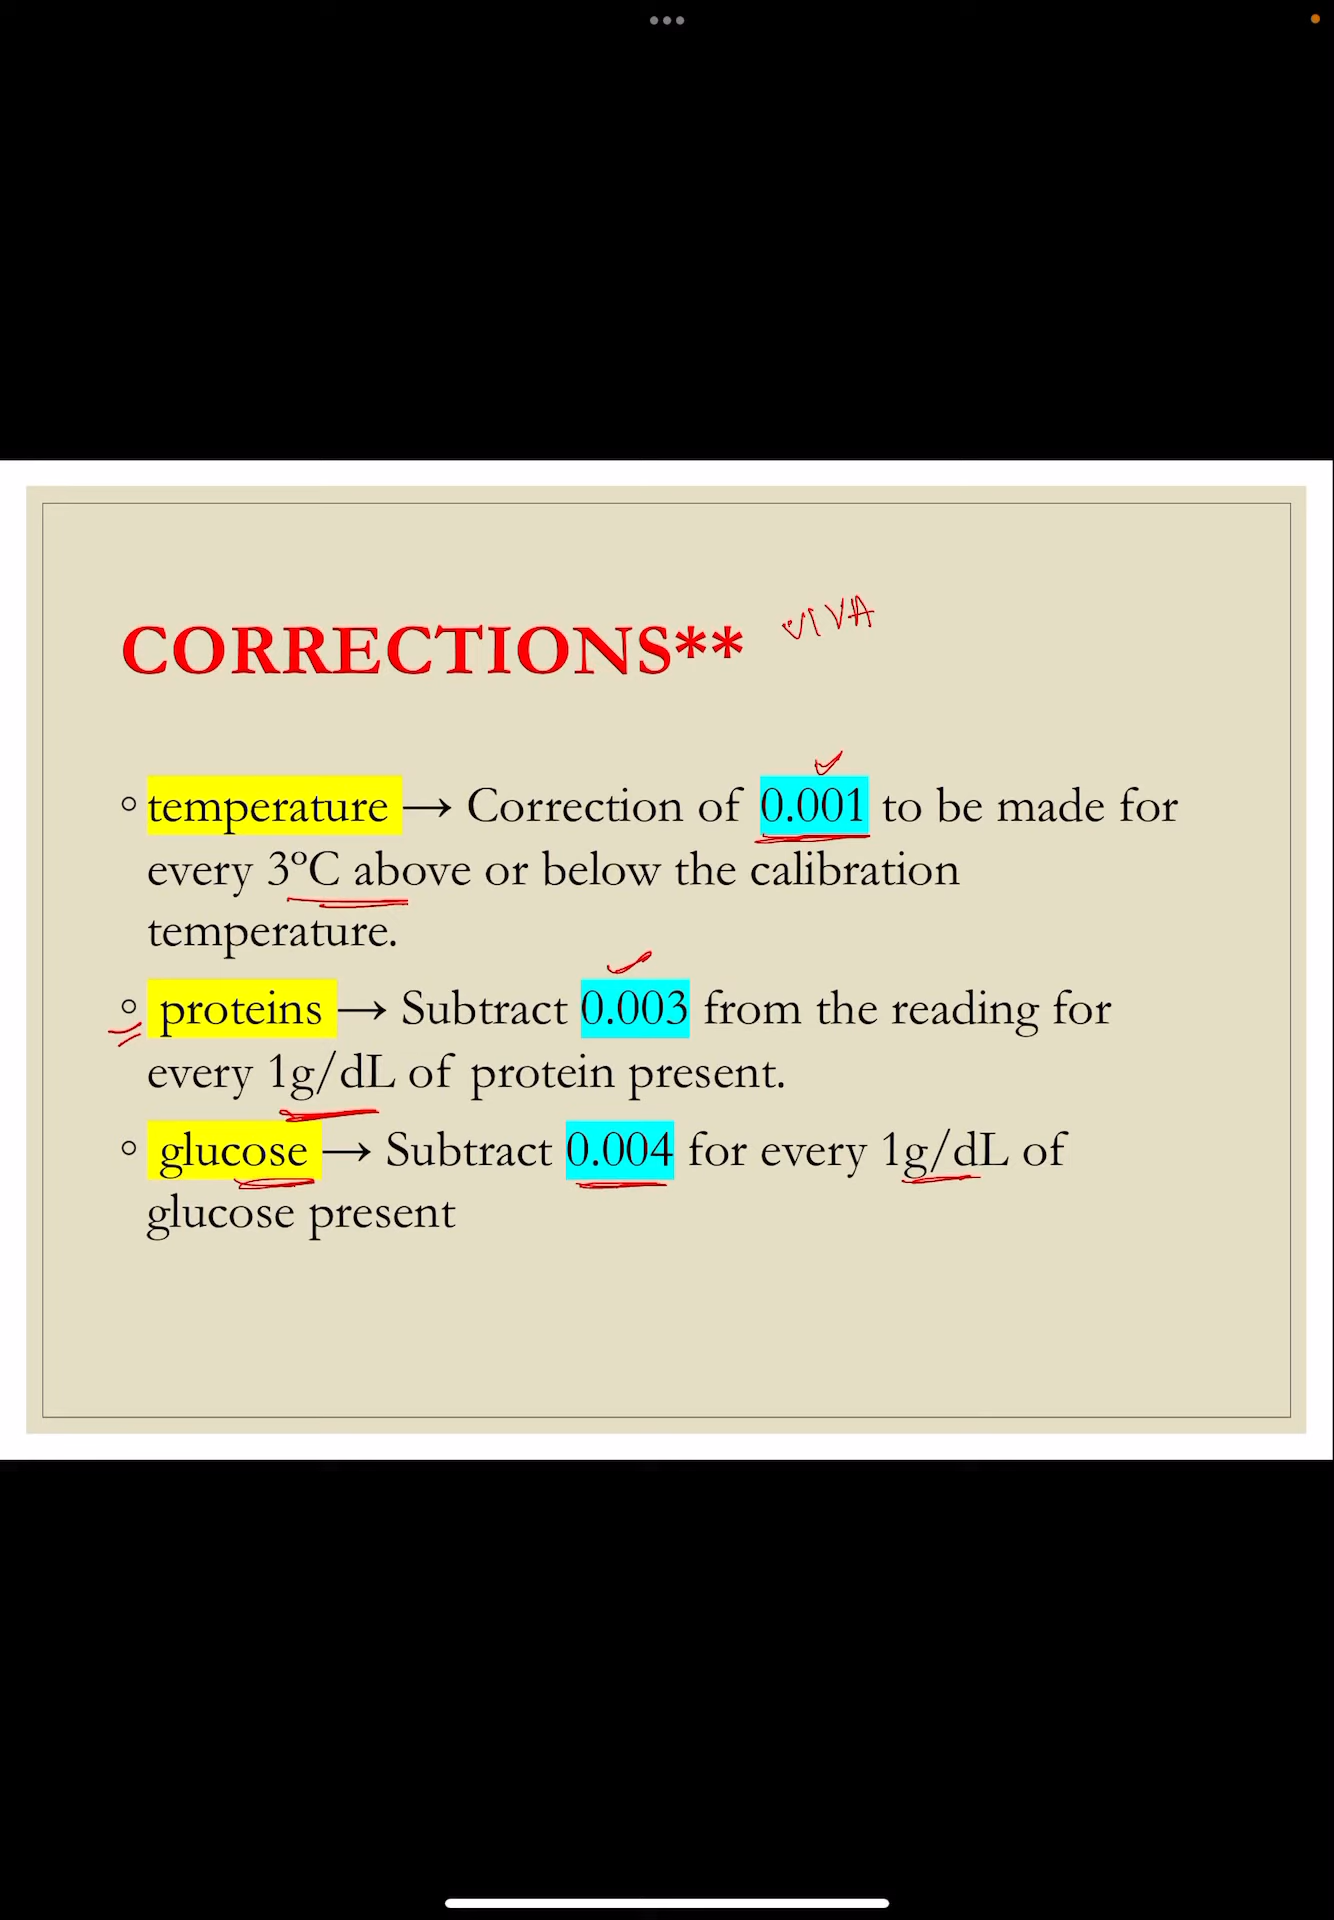 CORRECTIONS** VIVA
temperature → Correction of 0.001 to be made for
every 3°C above or below the calibration
temperature.
proteins → Subtract 0.003 from the reading for
every 1g/dL of protein present.
glucose → Subtract 0.004 for every 1g/dL of
glucose present